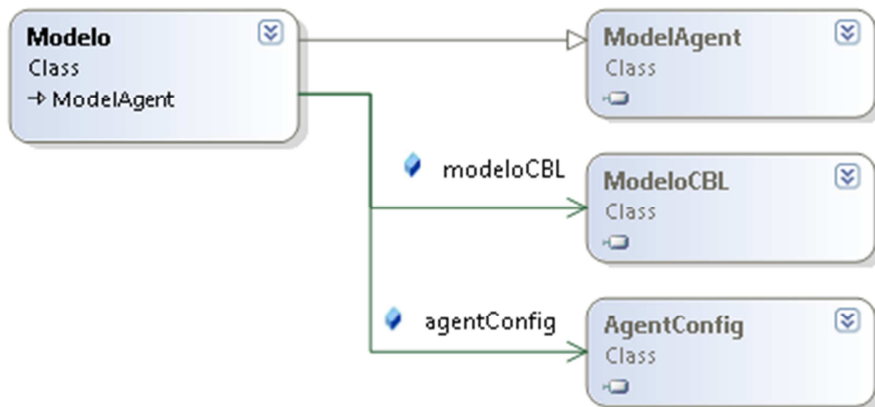 Modelo
Class
ModelAgent
ModelAgent
Class
modeloCBL
ModeloCBL
Class
agentConfig
AgentConfig
Class